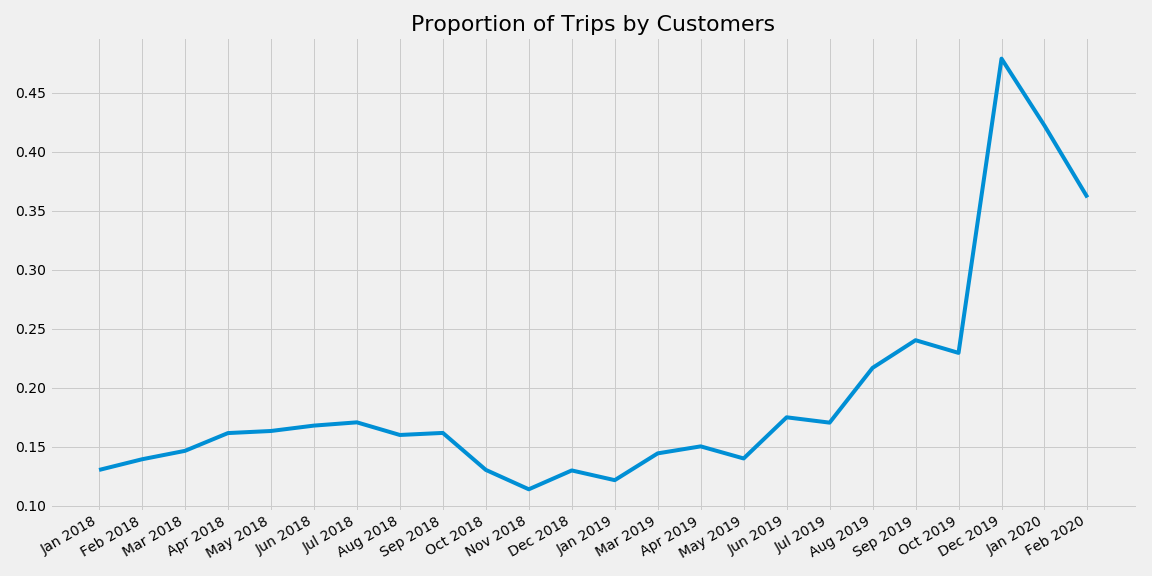 Proportion of Trips by Customers
0.45
0.40
0.35
0.30
0.25
0.20
0.15
0.10
Jan 2018
Feb 2018
Mar 2018
Apr 2018
May 2018
Jun 2018
Jul 2018
Aug 2018
Sep 2018
Oct 2018
Nov 2018
Dec 2018
Jan 2019
Mar 2019
Apr 2019
May 2019
Jun 2019
Jul 2019
Aug 2019
Sep 2019
Oct 2019
Dec 2019
Jan 2020
Feb 2020